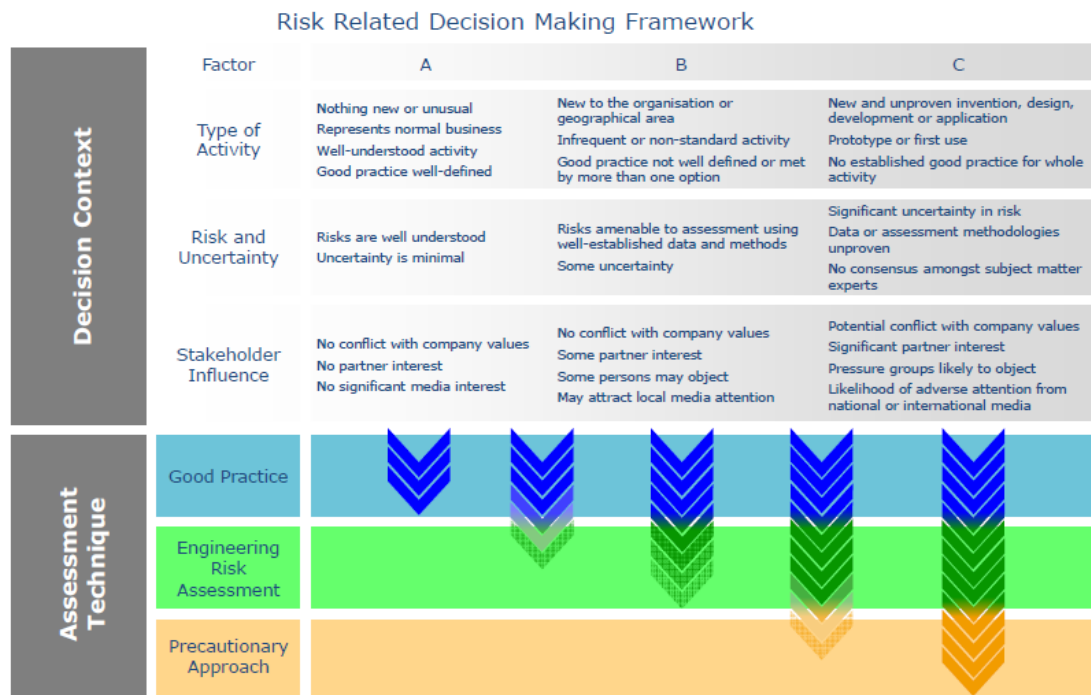 Risk Related Decision Making Framework
Decision Context
Factor
A
B
C
Type of
Activity
Nothing new or unusual
Represents normal business
Well-understood activity
Good practice well-defined
New to the organisation or
geographical area
Infrequent or non-standard activity
Good practice not well defined or met
by more than one option
New and unproven invention, design,
development or application
Prototype or first use
No established good practice for whole
activity
Risk and
Uncertainty
Risks are well understood
Uncertainty is minimal
Risks amenable to assessment using
well-established data and methods
Some uncertainty
Significant uncertainty in risk
Data or assessment methodologies
unproven
No consensus amongst subject matter
experts
Stakeholder
Influence
No conflict with company values
No partner interest
No significant media interest
No conflict with company values
Some partner interest
Some persons may object
May attract local media attention
Potential conflict with company values
Significant partner interest
Pressure groups likely to object
Likelihood of adverse attention from
national or international media
Assessment
Technique
Good Practice
Engineering
Risk
Assessment
Precautionary
Approach